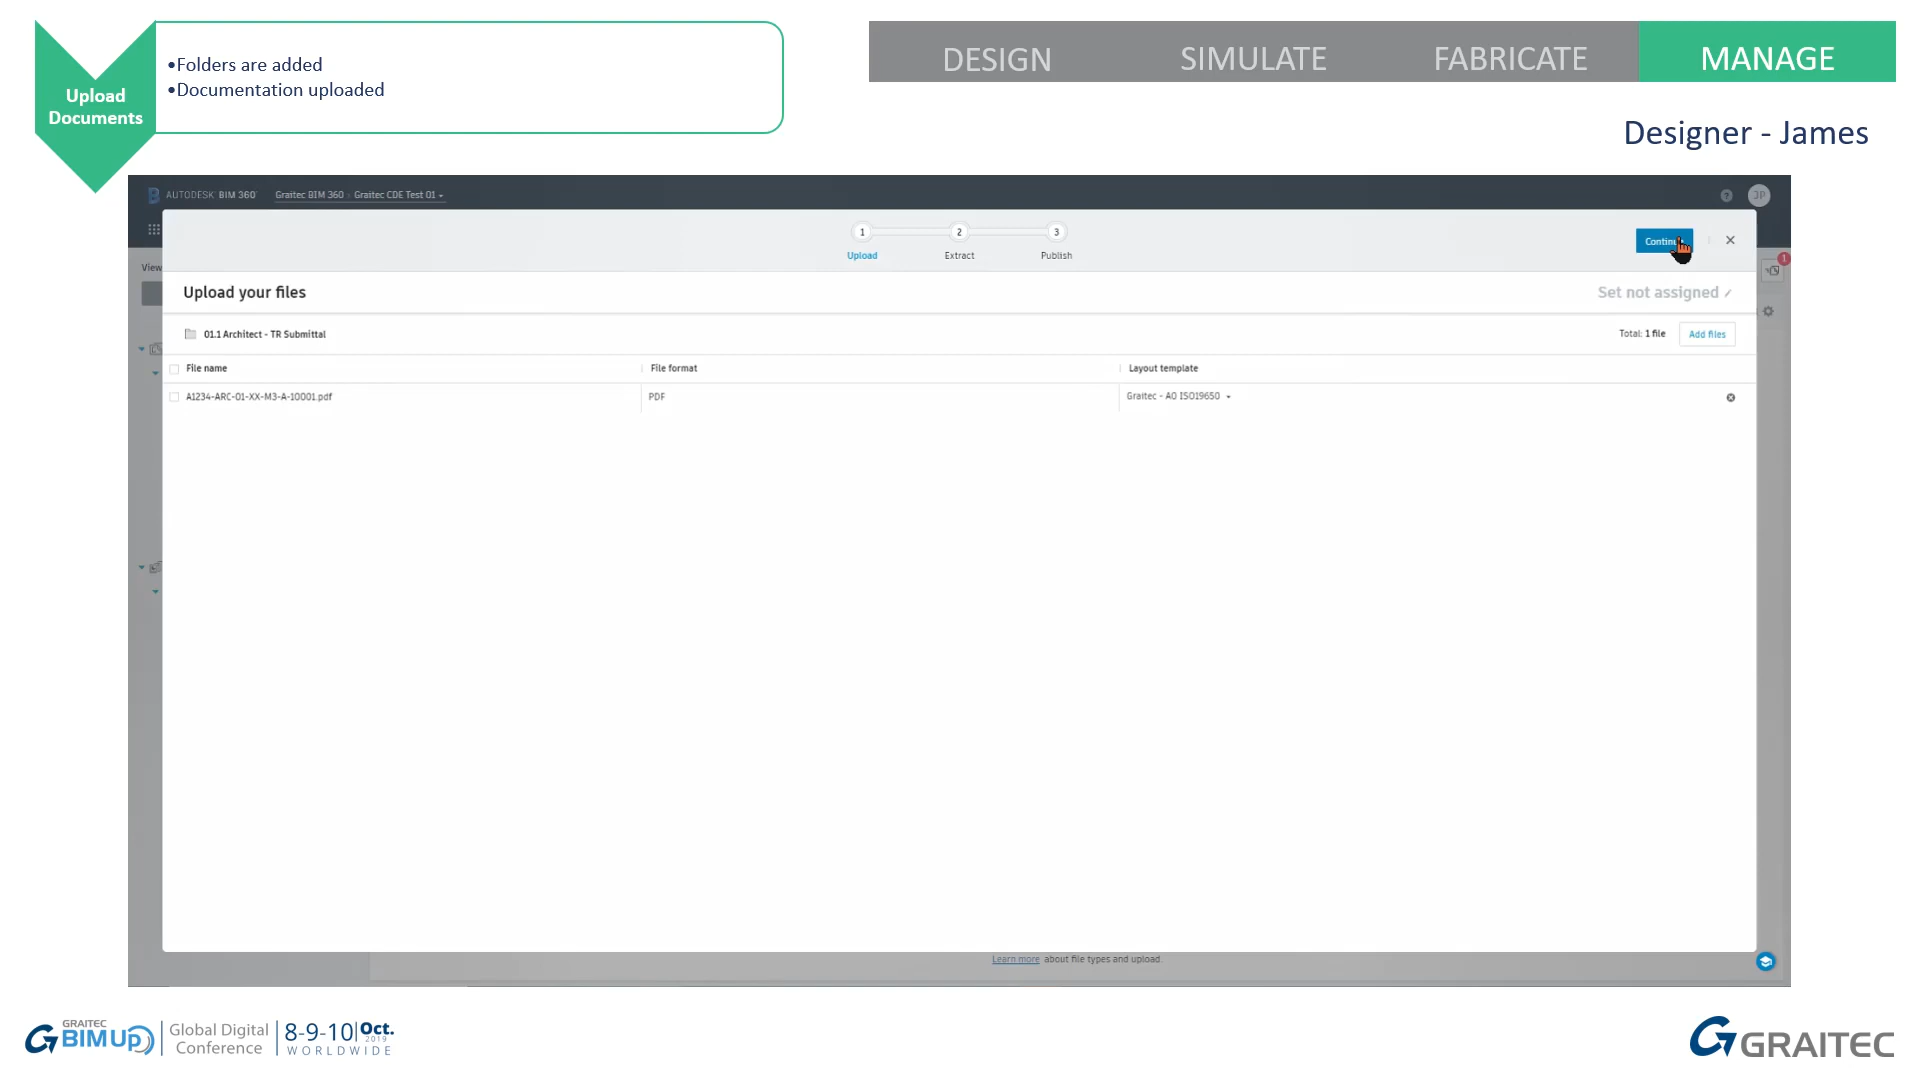 Upload
Documents
•Folders are added
•Documentation uploaded
DESIGN
SIMULATE
FABRICATE
MANAGE
Designer - James
AUTODESK BIM 360
Graitec BIM 360 > Graitec CDE Test 01
? JP
1
2
3
Upload
Extract
Publish
View
1
Upload your files
Set not assigned
01.1 Architect - TR Submittal
Total: 1 file
Add files
File name
File format
Layout template
A1234-ARC-01-XX-M3-A-10001.pdf
PDF
Graitec - A0 ISO19650
Learn more about file types and upload.
GRAITEC
BIMUp
Global Digital
Conference
8-9-10 Oct.
2019
WORLDWIDE
GRAITEC